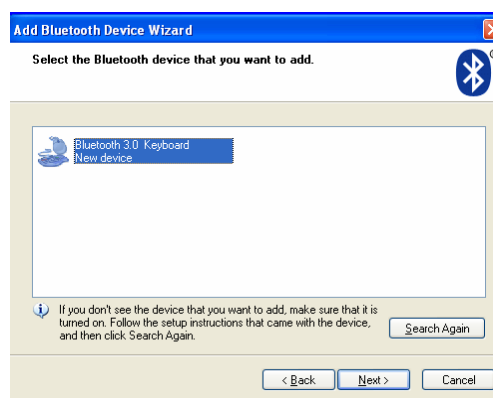 Add Bluetooth Device Wizard
Select the Bluetooth device that you want to add.
Bluetooth 3.0 Keyboard
New device
If you don't see the device that you want to add, make sure that it is
turned on. Follow the setup instructions that came with the device,
and then click Search Again.
Search Again
< Back
Next >
Cancel